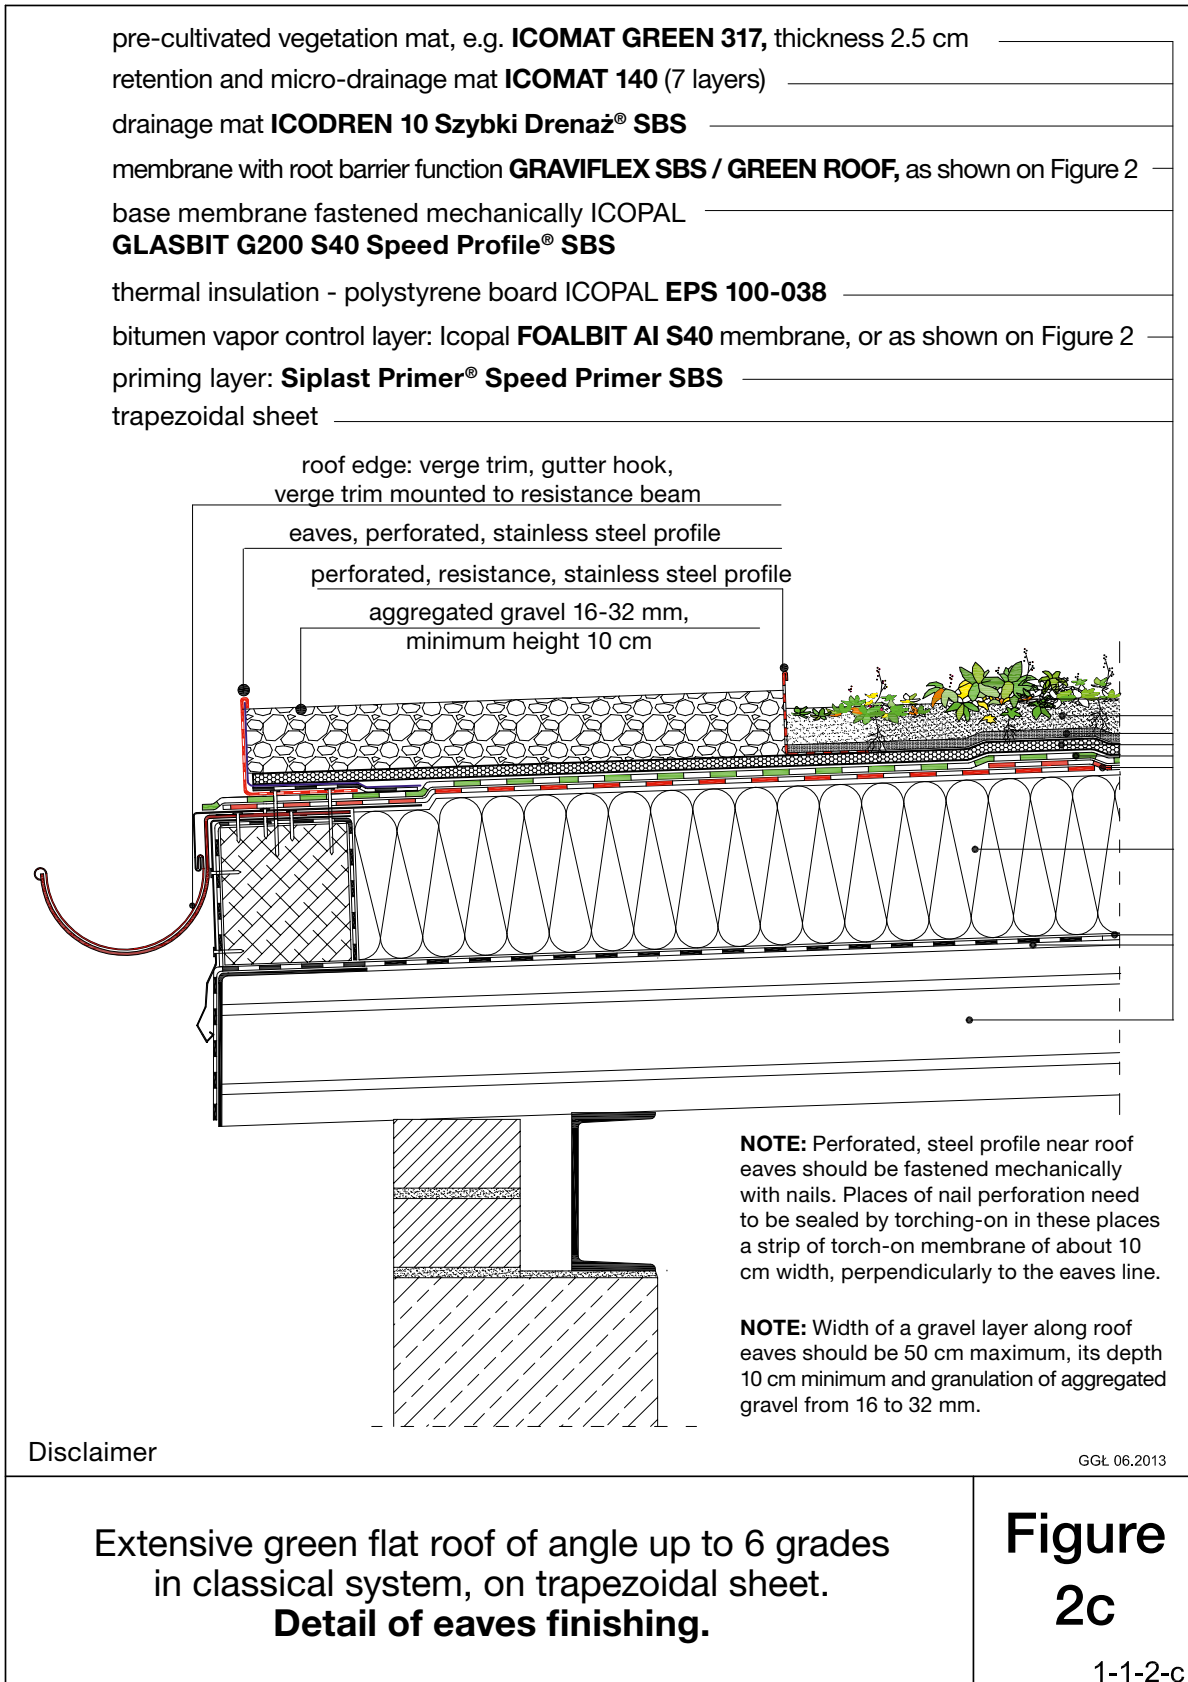 pre-cultivated vegetation mat, e.g. ICOMAT GREEN 317, thickness 2.5 cm
retention and micro-drainage mat ICOMAT 140 (7 layers)
drainage mat ICODREN 10 Szybki Drenaż® SBS
membrane with root barrier function GRAVIFLEX SBS / GREEN ROOF, as shown on Figure 2
base membrane fastened mechanically ICOPAL
GLASBIT G200 S40 Speed Profile® SBS
thermal insulation - polystyrene board ICOPAL EPS 100-038
bitumen vapor control layer: Icopal FOALBIT Al S40 membrane, or as shown on Figure 2
priming layer: Siplast Primer® Speed Primer SBS
trapezoidal sheet
roof edge: verge trim, gutter hook,
verge trim mounted to resistance beam
eaves, perforated, stainless steel profile
perforated, resistance, stainless steel profile
aggregated gravel 16-32 mm,
minimum height 10 cm
NOTE: Perforated, steel profile near roof
eaves should be fastened mechanically
with nails. Places of nail perforation need
to be sealed by torching-on in these places
a strip of torch-on membrane of about 10
cm width, perpendicularly to the eaves line.
NOTE: Width of a gravel layer along roof
eaves should be 50 cm maximum, its depth
10 cm minimum and granulation of aggregated
gravel from 16 to 32 mm.
Disclaimer
GGŁ 06.2013
Extensive green flat roof of angle up to 6 grades
in classical system, on trapezoidal sheet.
Detail of eaves finishing.
Figure
2c
1-1-2-c